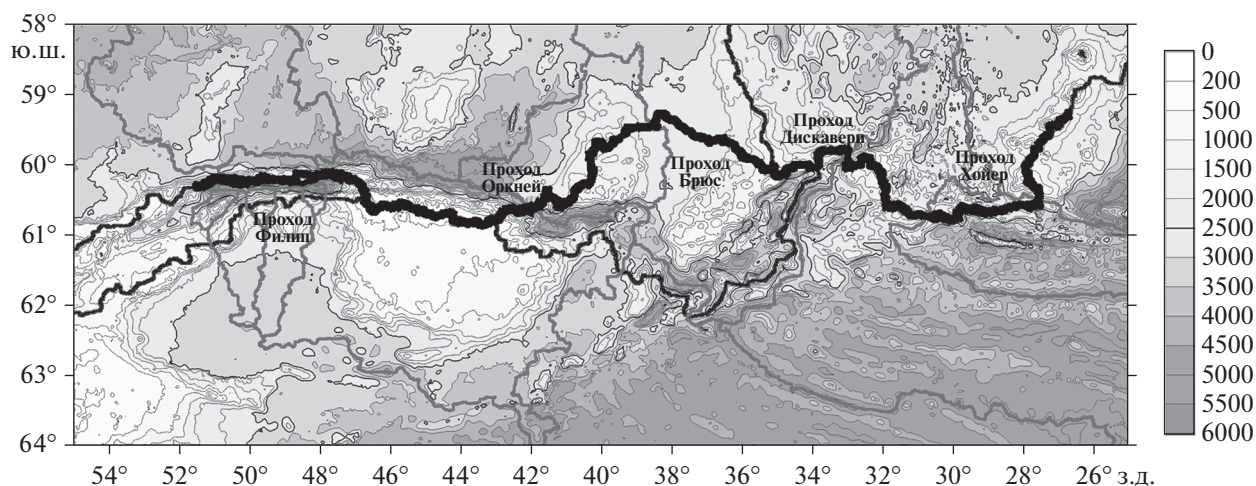 58°
ю.ш.
59°
60°
61°
62°
63°
64°
Проход
Оркней
Проход
Филип
Проход
Брюс
Проход
Дискавери
Проход
Хойер
54°
52°
50°
48°
46°
44°
42°
40°
38°
36°
34°
32°
30°
28°
26° з.д.
0
200
500
1000
1500
2000
2500
3000
3500
4000
4500
5000
5500
6000